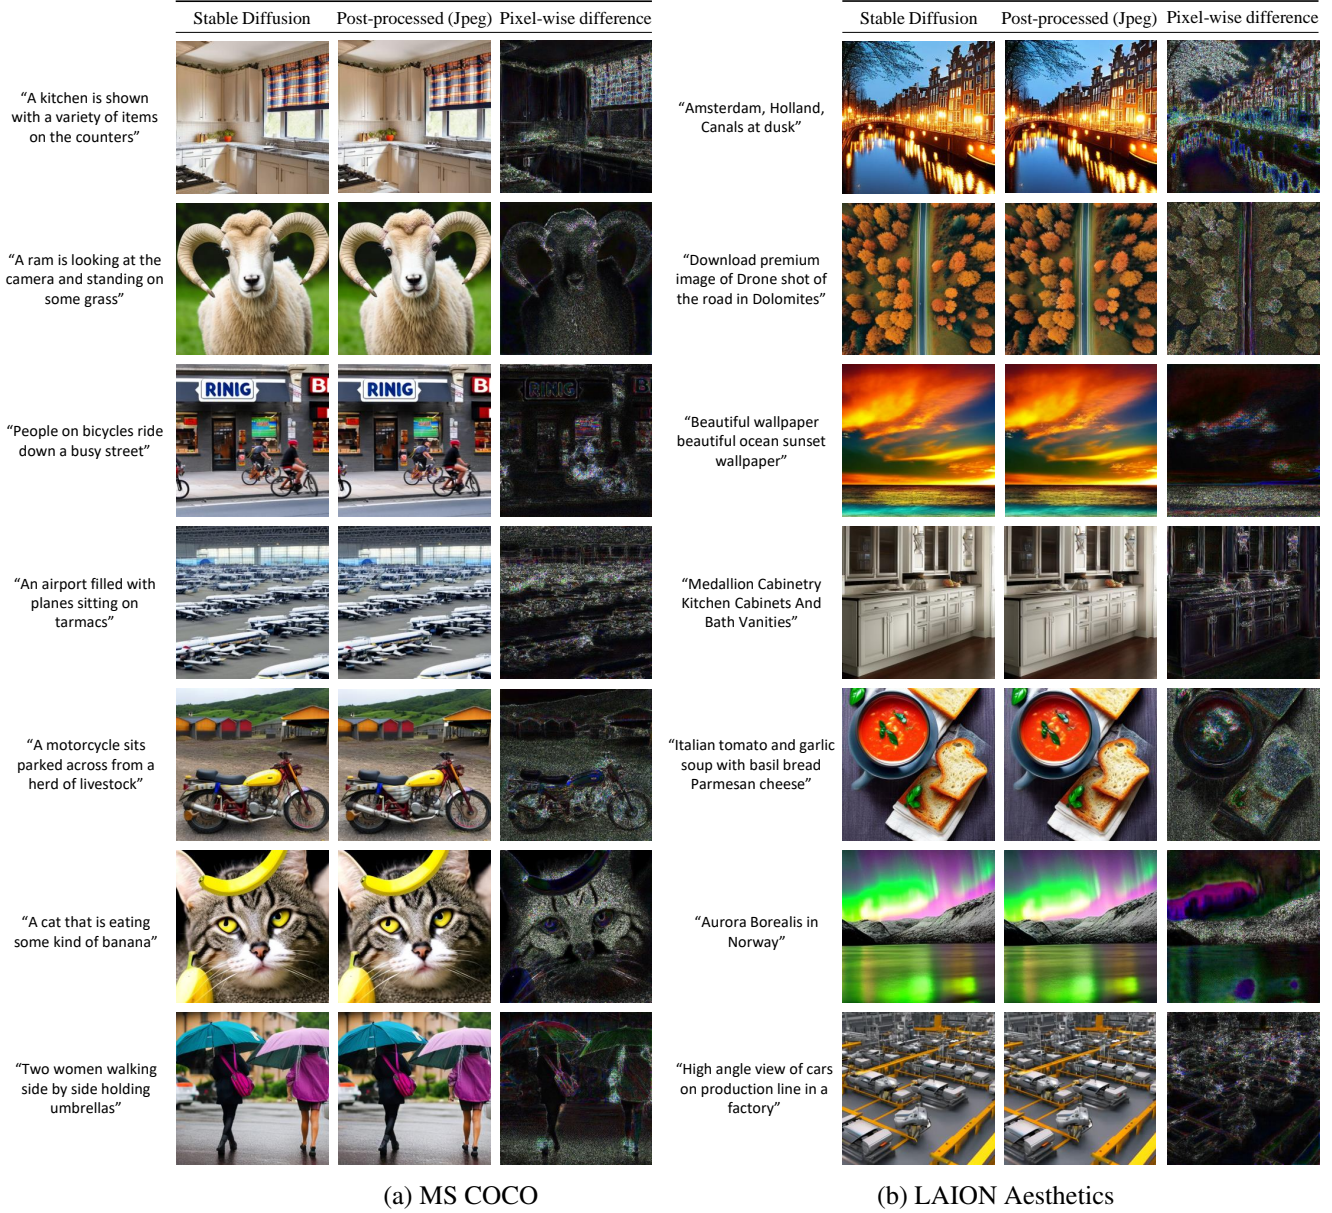 Stable Diffusion
Post-processed (Jpeg)
Pixel-wise difference
“A kitchen is shown
with a variety of items
on the counters”
“A ram is looking at the
camera and standing on
some grass”
RINIG
B
RINIG
B
RINIG
B
“People on bicycles ride
down a busy street”
“An airport filled with
planes sitting on
tarmacs”
“A motorcycle sits
parked across from a
herd of livestock”
“A cat that is eating
some kind of banana”
“Two women walking
side by side holding
umbrellas”
(a) MS COCO
Stable Diffusion
Post-processed (Jpeg)
Pixel-wise difference
“Amsterdam, Holland,
Canals at dusk”
“Download premium
image of Drone shot of
the road in Dolomites”
“Beautiful wallpaper
beautiful ocean sunset
wallpaper”
“Medallion Cabinetry
Kitchen Cabinets And
Bath Vanities”
“Italian tomato and garlic
soup with basil bread
Parmesan cheese”
“Aurora Borealis in
Norway”
“High angle view of cars
on production line in a
factory”
(b) LAION Aesthetics